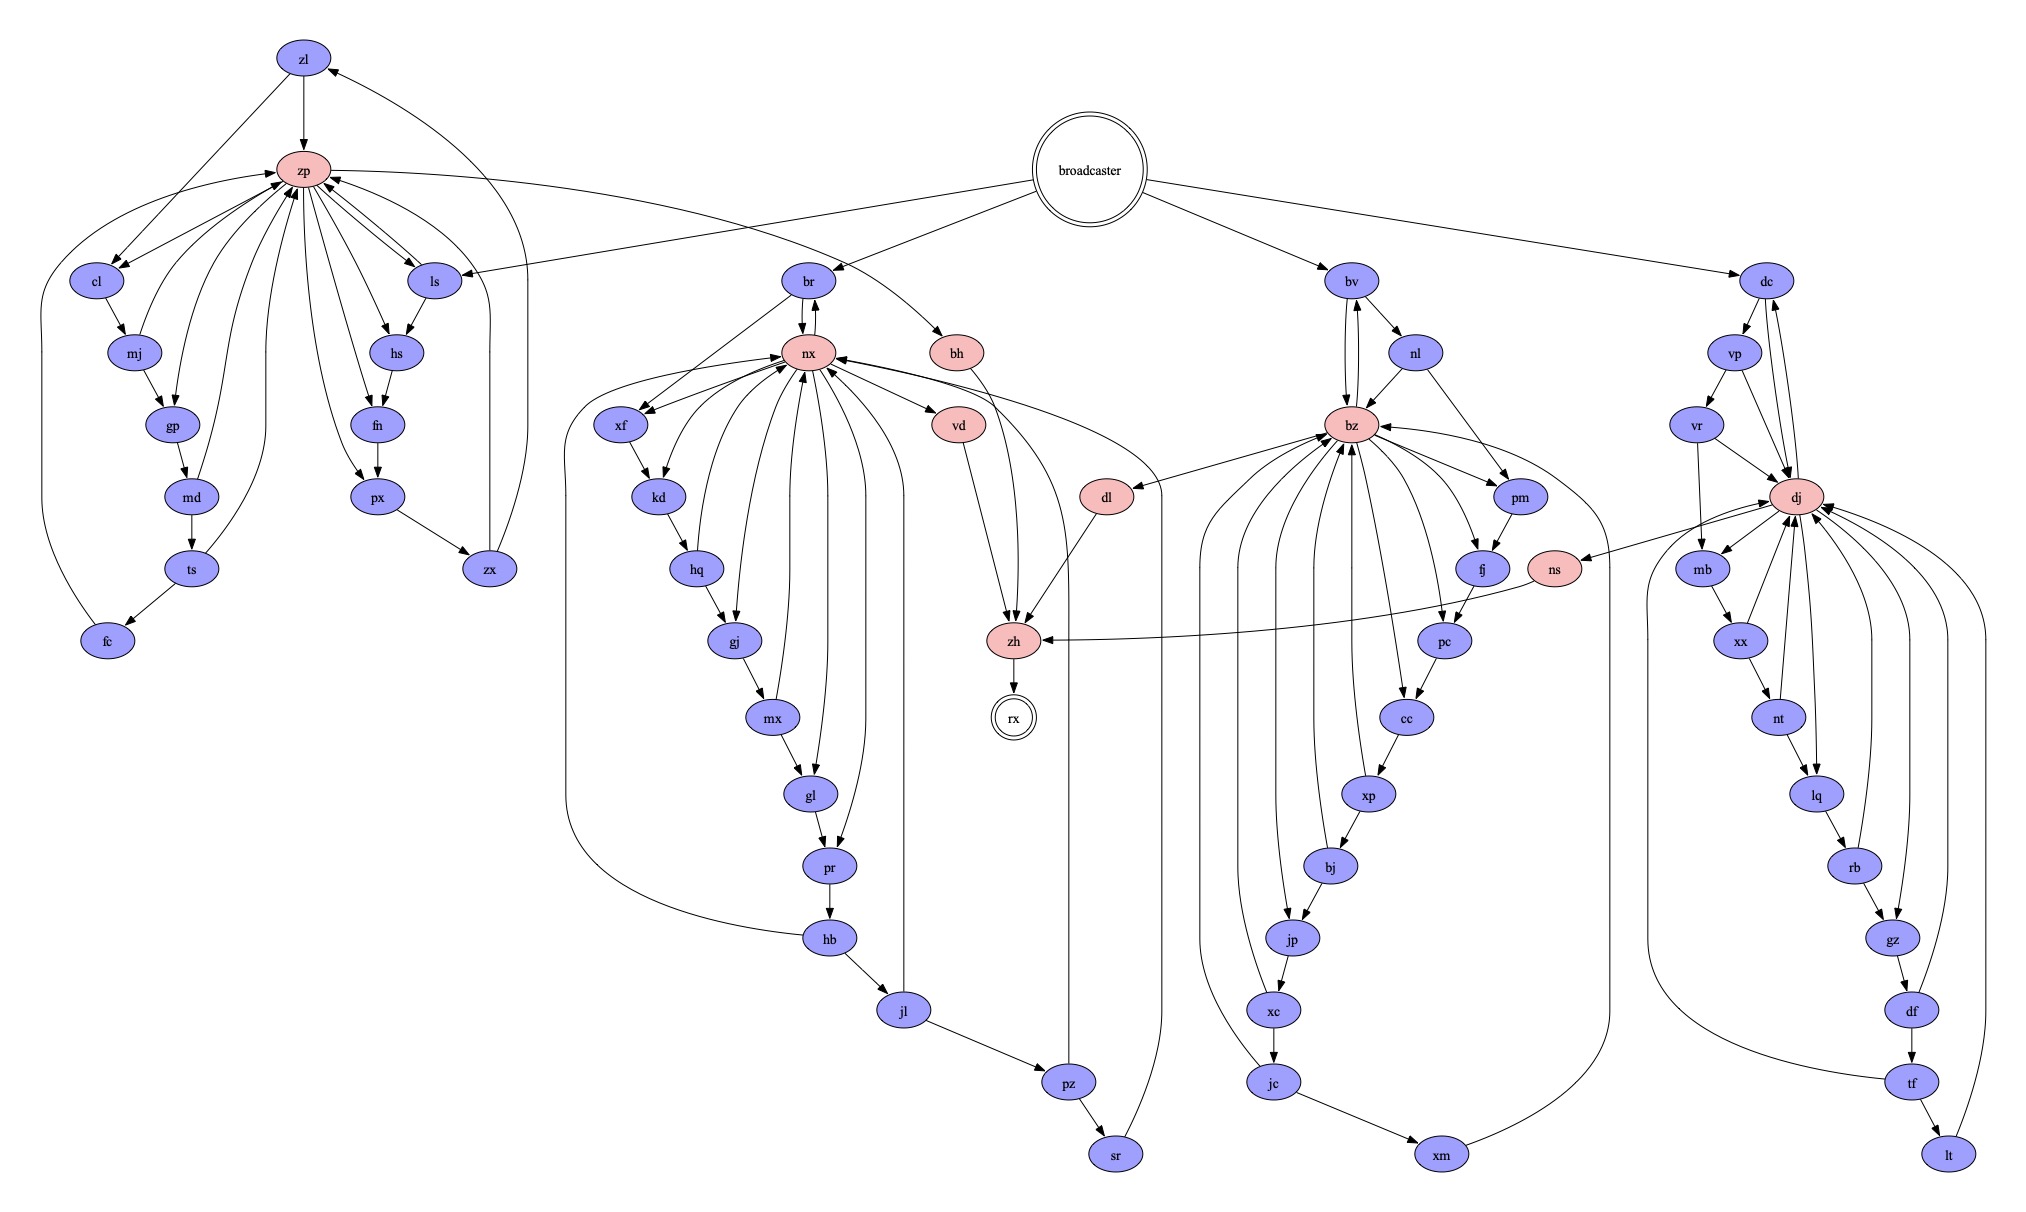 zl
broadcaster
zp
cl
ls
br
bv
dc
mj
hs
nx
bh
nl
vp
gp
fn
xf
vd
bz
vr
md
px
kd
dl
pm
dj
ts
zx
hq
fj
ns
mb
fc
gj
zh
pc
xx
mx
rx
cc
nt
gl
xp
lq
pr
bj
rb
hb
jp
gz
jl
xc
df
pz
jc
tf
sr
xm
lt